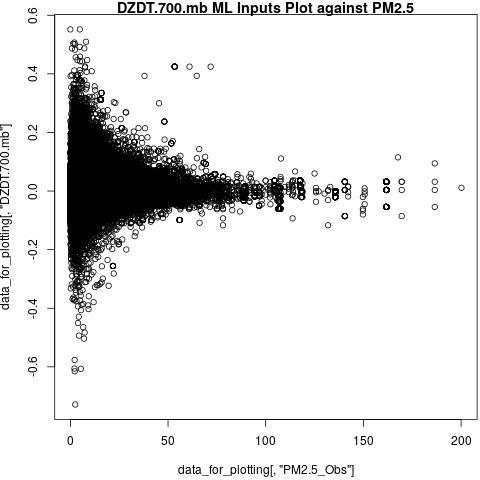 DZDT.700.mb ML Inputs Plot against PM2.5
data_for_plotting[, "DZDT.700.mb"]
0.6
0.4
0.2
0.0
-0.2
-0.4
-0.6
0 50 100 150 200
data_for_plotting[, "PM2.5_Obs"]